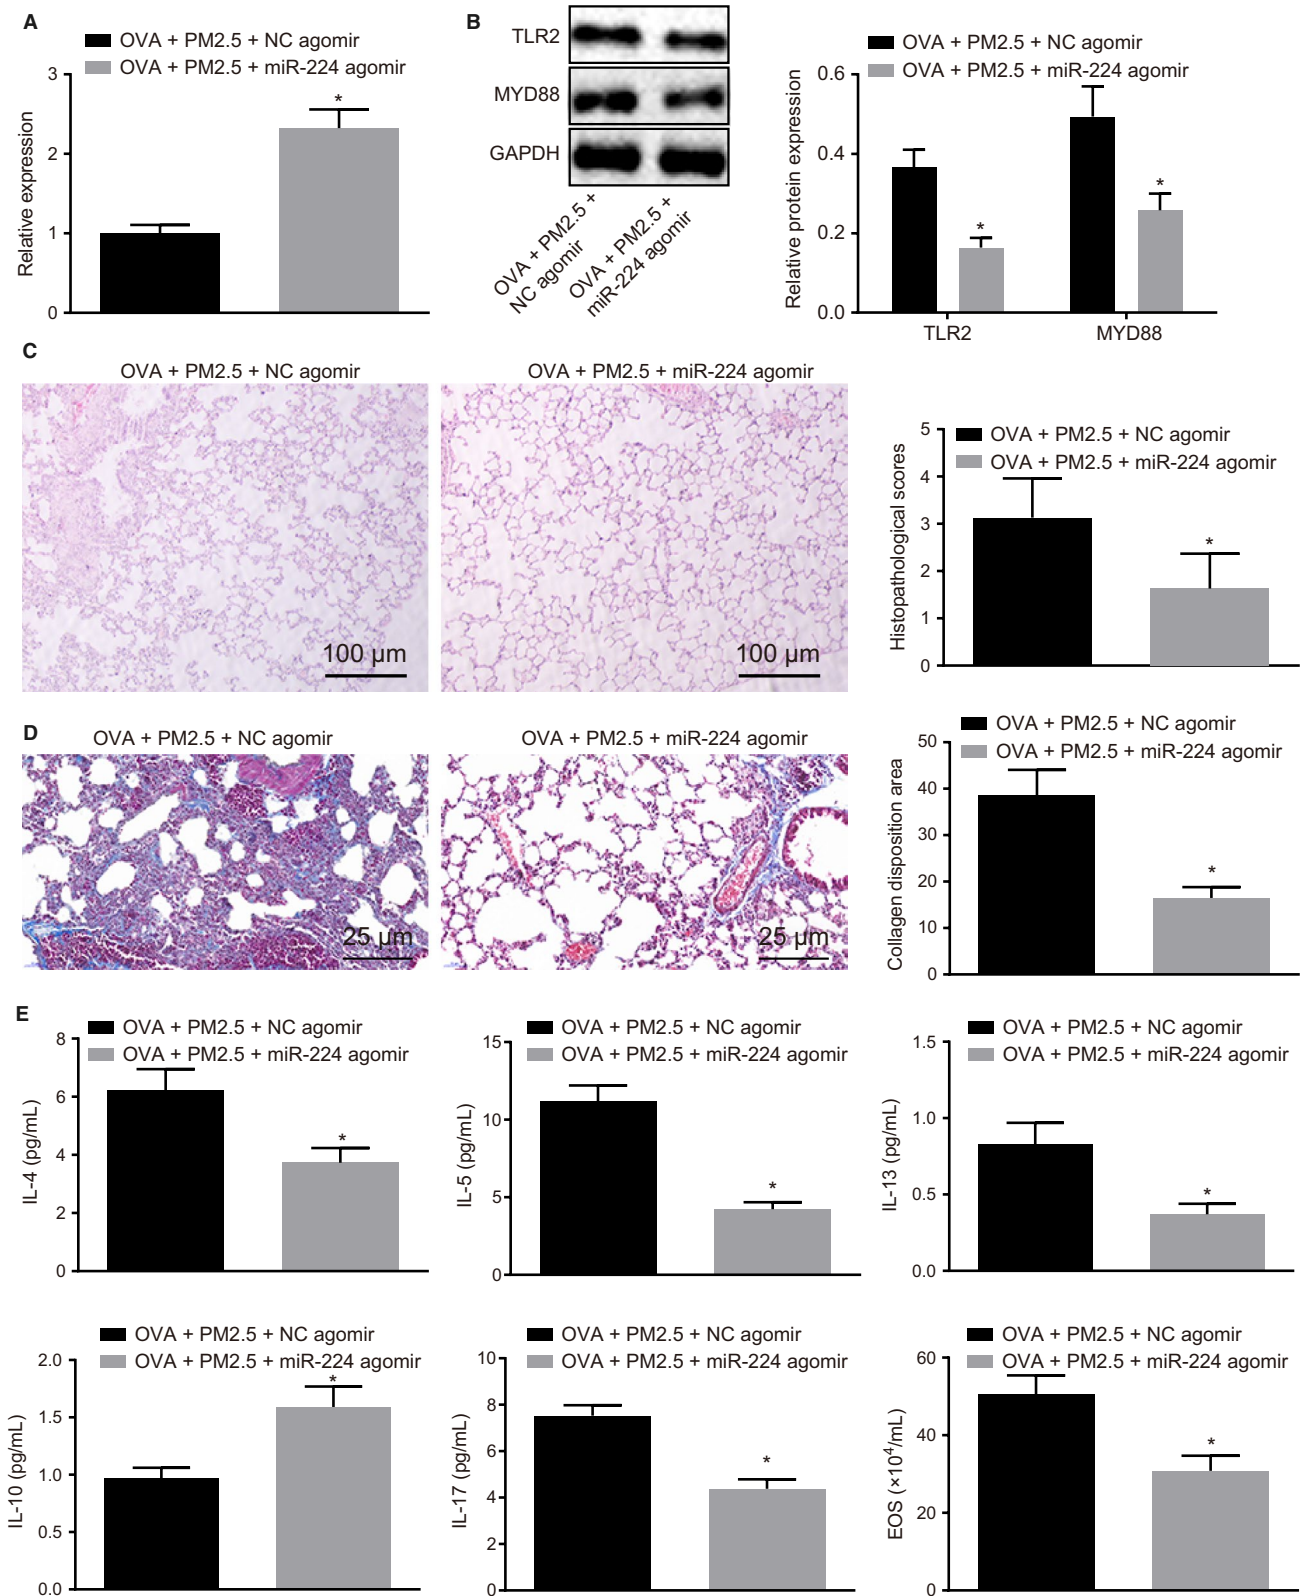 A
OVA + PM2.5 + NC agomir
OVA + PM2.5 + miR-224 agomir
Relative expression
3
2
1
0
*
B
TLR2
MYD88
GAPDH
OVA + PM2.5 +
NC agomir
OVA + PM2.5 +
miR-224 agomir
OVA + PM2.5 + NC agomir
OVA + PM2.5 + miR-224 agomir
Relative protein expression
0.6
0.4
0.2
0.0
*
*
TLR2
MYD88
C
OVA + PM2.5 + NC agomir
100 µm
OVA + PM2.5 + miR-224 agomir
100 µm
OVA + PM2.5 + NC agomir
OVA + PM2.5 + miR-224 agomir
Histopathological scores
5
4
3
2
1
0
*
D
OVA + PM2.5 + NC agomir
25 µm
OVA + PM2.5 + miR-224 agomir
25 µm
OVA + PM2.5 + NC agomir
OVA + PM2.5 + miR-224 agomir
Collagen disposition area
50
40
30
20
10
0
*
E
OVA + PM2.5 + NC agomir
OVA + PM2.5 + miR-224 agomir
IL-4 (pg/mL)
8
6
4
2
0
*
OVA + PM2.5 + NC agomir
OVA + PM2.5 + miR-224 agomir
IL-5 (pg/mL)
15
10
5
0
*
OVA + PM2.5 + NC agomir
OVA + PM2.5 + miR-224 agomir
IL-13 (pg/mL)
1.5
1.0
0.5
0.0
*
OVA + PM2.5 + NC agomir
OVA + PM2.5 + miR-224 agomir
IL-10 (pg/mL)
2.0
1.5
1.0
0.5
0.0
*
OVA + PM2.5 + NC agomir
OVA + PM2.5 + miR-224 agomir
IL-17 (pg/mL)
10
8
6
4
2
0
*
OVA + PM2.5 + NC agomir
OVA + PM2.5 + miR-224 agomir
EOS (×10⁴/mL)
60
40
20
0
*